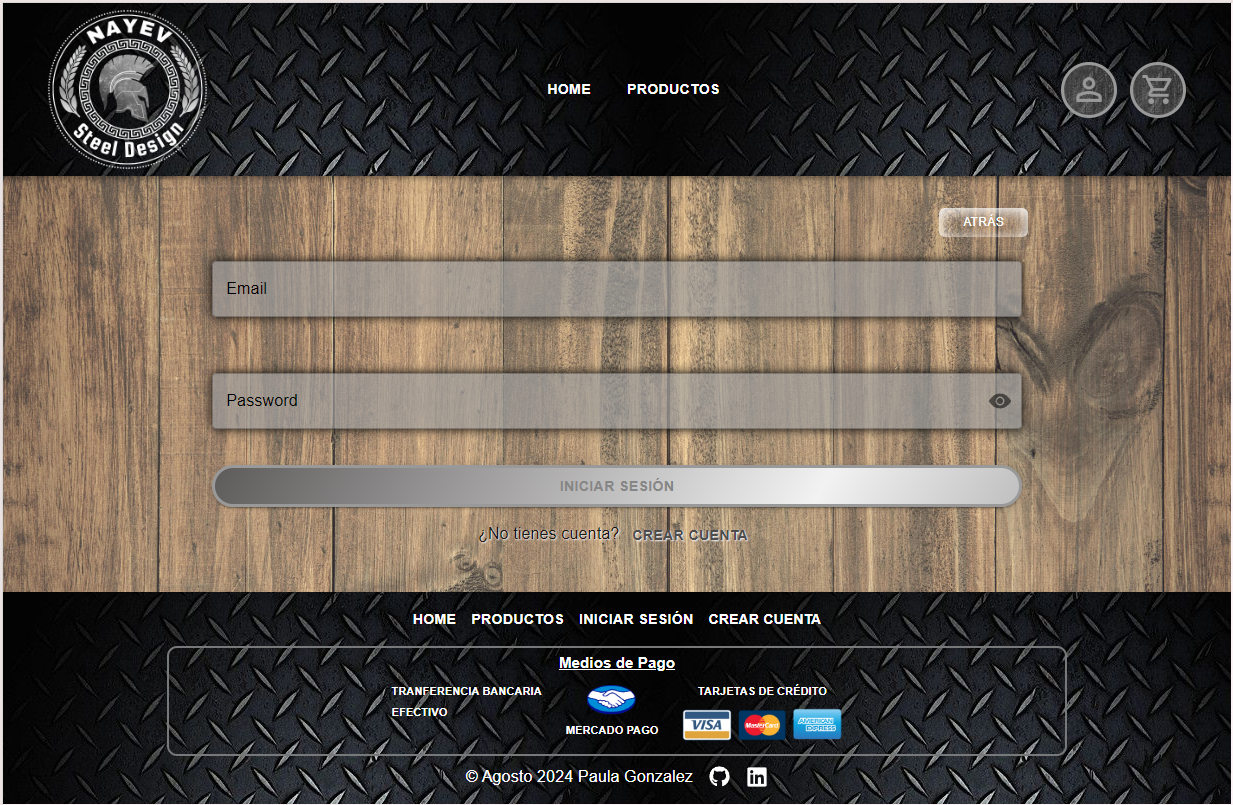 NAYEV
Steel Design
HOME PRODUCTOS
ATRÁS
Email
Password
INICIAR SESIÓN
¿No tienes cuenta? CREAR CUENTA
HOME PRODUCTOS INICIAR SESIÓN CREAR CUENTA
Medios de Pago
TRANFERENCIA BANCARIA
EFECTIVO
MERCADO PAGO
TARJETAS DE CRÉDITO
VISA MasterCard AMERICAN EXPRESS
© Agosto 2024 Paula Gonzalez